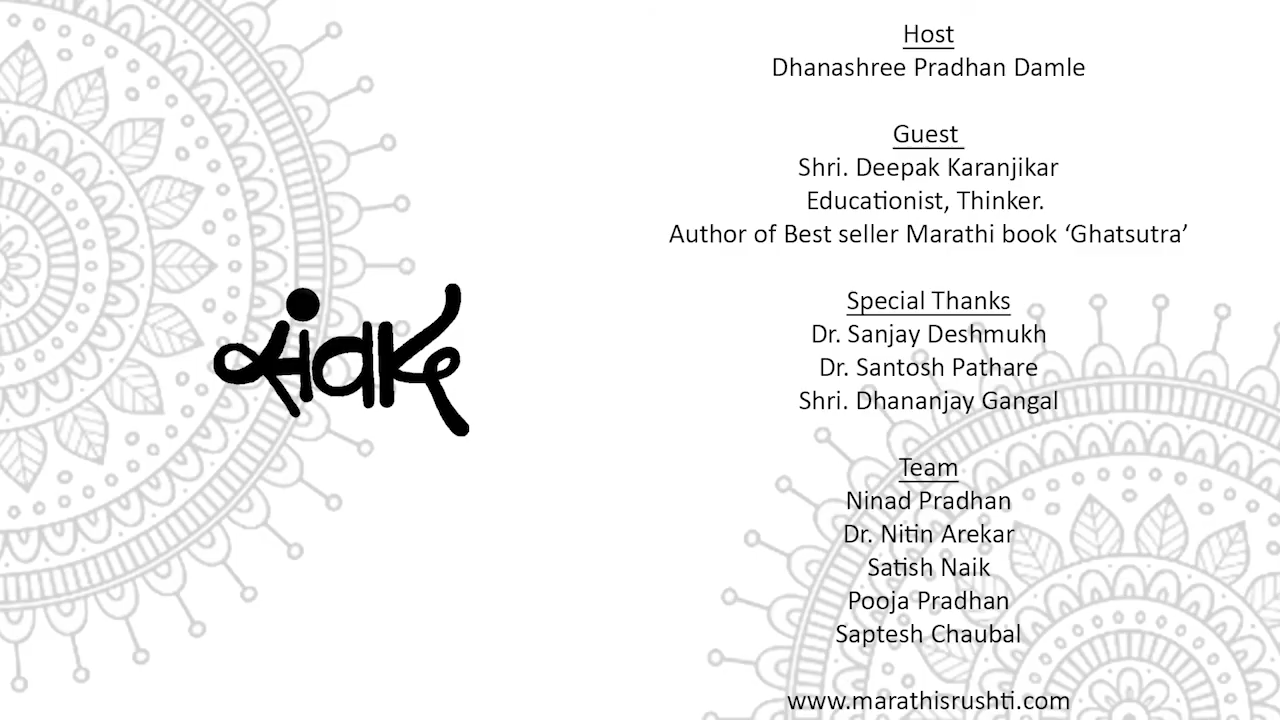 संवाद
Host
Dhanashree Pradhan Damle
Guest
Shri. Deepak Karanjikar
Educationist, Thinker.
Author of Best seller Marathi book ‘Ghatsutra’
Special Thanks
Dr. Sanjay Deshmukh
Dr. Santosh Pathare
Shri. Dhananjay Gangal
Team
Ninad Pradhan
Dr. Nitin Arekar
Satish Naik
Pooja Pradhan
Saptesh Chaubal
www.marathisrushti.com